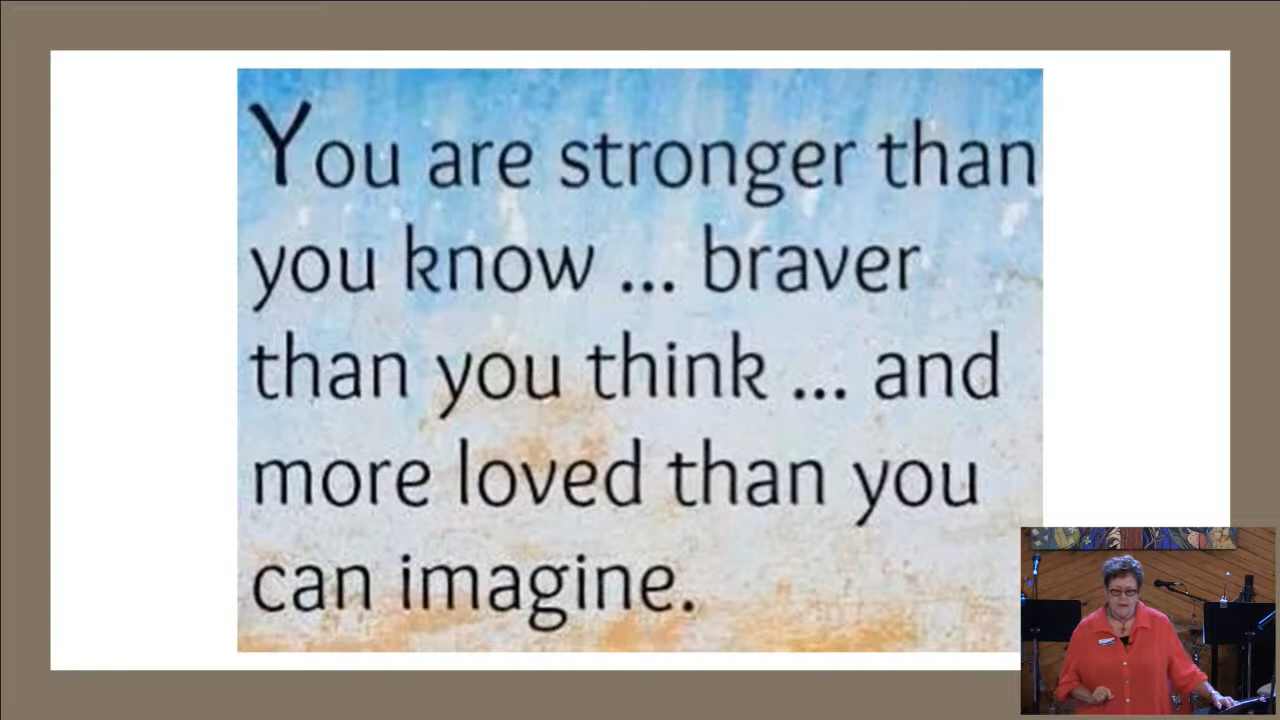 You are stronger than
you know ... braver
than you think ... and
more loved than you
can imagine.